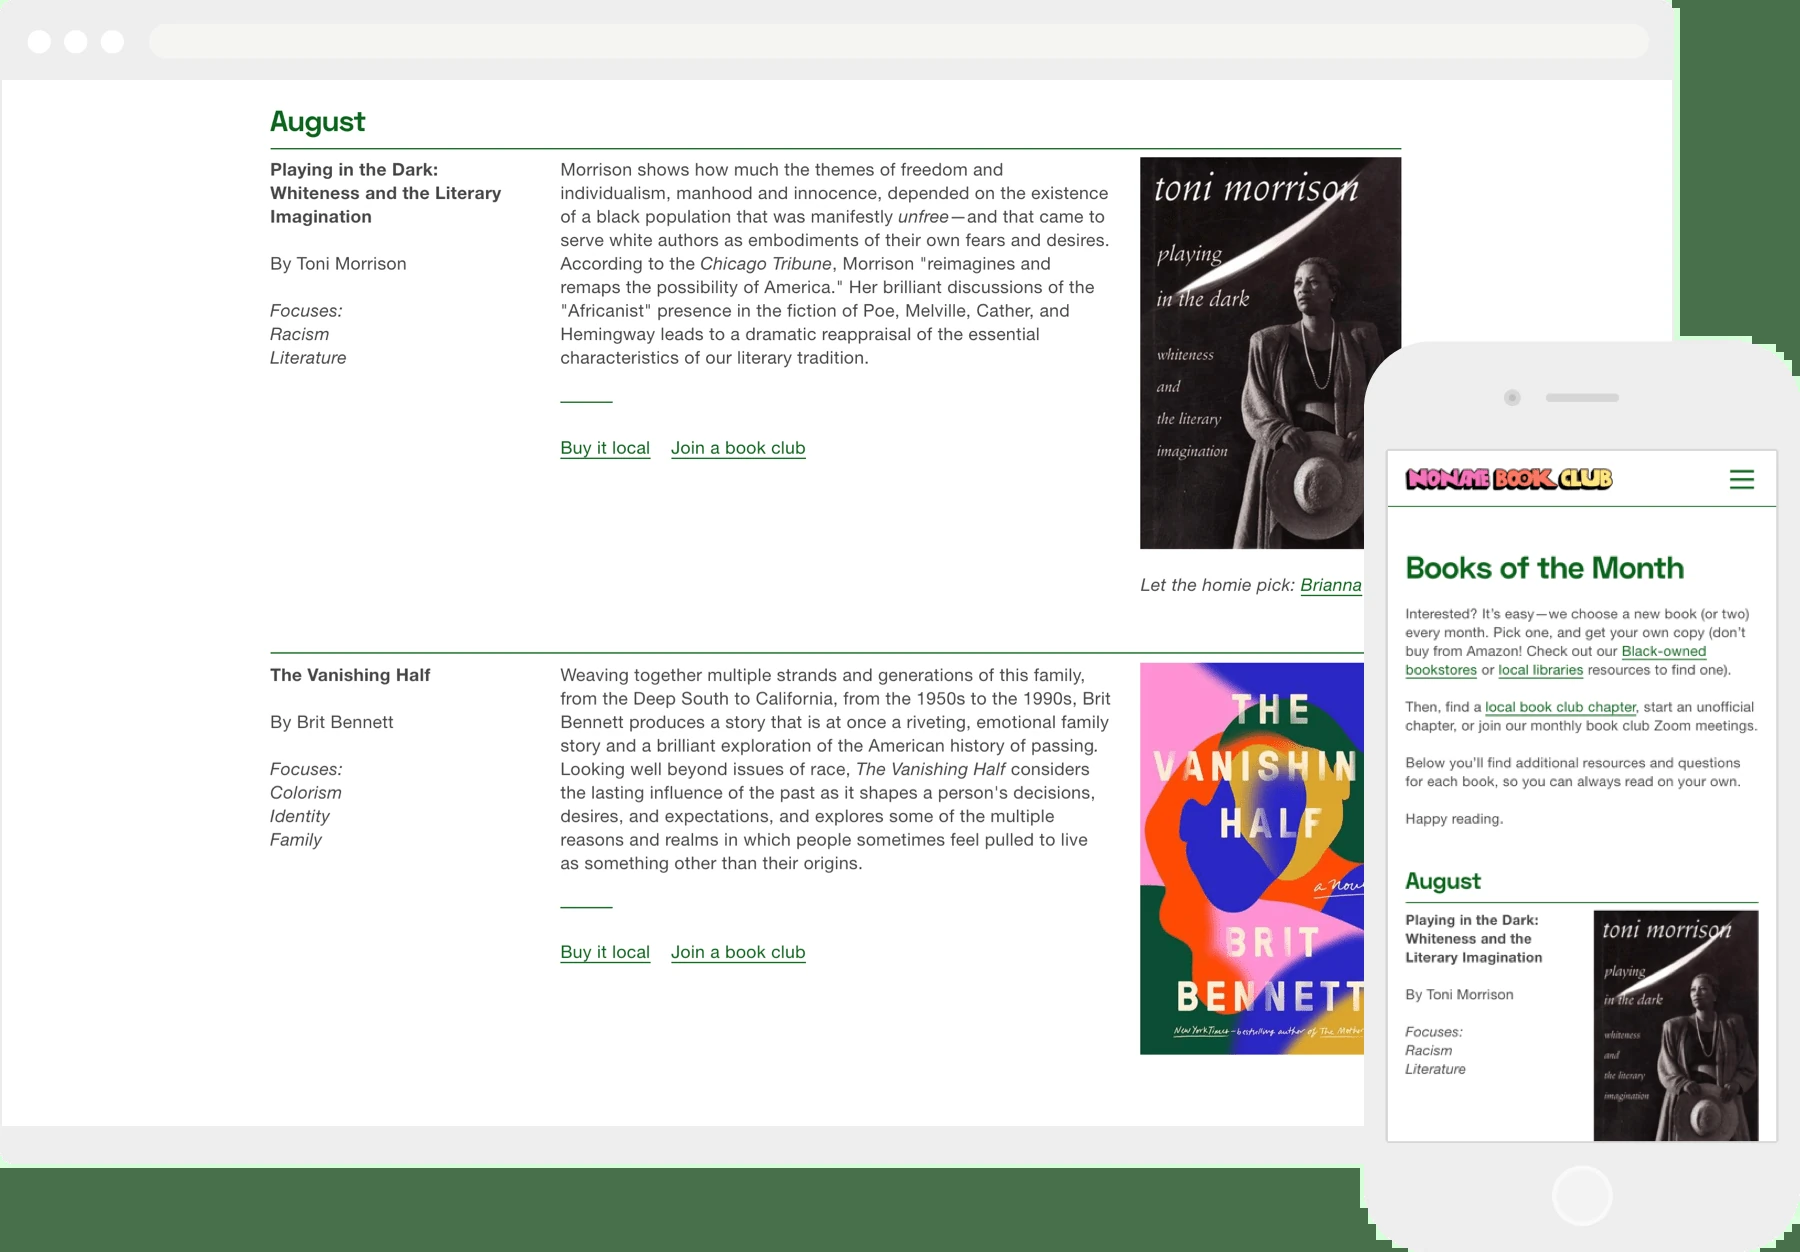 August
Playing in the Dark:
Whiteness and the Literary
Imagination
By Toni Morrison
Focuses:
Racism
Literature
Morrison shows how much the themes of freedom and
individualism, manhood and innocence, depended on the existence
of a black population that was manifestly unfree—and that came to
serve white authors as embodiments of their own fears and desires.
According to the Chicago Tribune, Morrison "reimagines and
remaps the possibility of America." Her brilliant discussions of the
"Africanist" presence in the fiction of Poe, Melville, Cather, and
Hemingway leads to a dramatic reappraisal of the essential
characteristics of our literary tradition.
Buy it local Join a book club
toni morrison
playing
in the dark
whiteness
and
the literary
imagination
Let the homie pick: Brianna
The Vanishing Half
By Brit Bennett
Focuses:
Colorism
Identity
Family
Weaving together multiple strands and generations of this family,
from the Deep South to California, from the 1950s to the 1990s, Brit
Bennett produces a story that is at once a riveting, emotional family
story and a brilliant exploration of the American history of passing.
Looking well beyond issues of race, The Vanishing Half considers
the lasting influence of the past as it shapes a person's decisions,
desires, and expectations, and explores some of the multiple
reasons and realms in which people sometimes feel pulled to live
as something other than their origins.
Buy it local Join a book club
THE
VANISHIN
HALF
a Nov
BRIT
BENNETT
New York Times–bestselling author of The Mothe
NONAME BOOK CLUB
Books of the Month
Interested? It’s easy—we choose a new book (or two)
every month. Pick one, and get your own copy (don’t
buy from Amazon! Check out our Black-owned
bookstores or local libraries resources to find one).
Then, find a local book club chapter, start an unofficial
chapter, or join our monthly book club Zoom meetings.
Below you’ll find additional resources and questions
for each book, so you can always read on your own.
Happy reading.
August
Playing in the Dark:
Whiteness and the
Literary Imagination
By Toni Morrison
Focuses:
Racism
Literature
toni morrison
playing
in the dark
whiteness
and
the literary
imagination